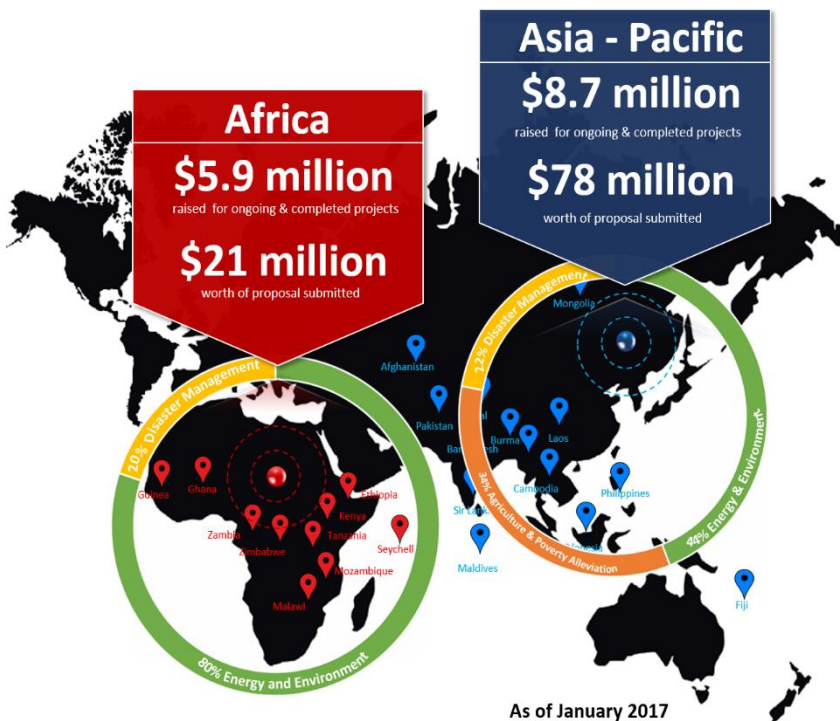 Asia - Pacific
$8.7 million
raised for ongoing & completed projects
$78 million
worth of proposal submitted
Africa
$5.9 million
raised for ongoing & completed projects
$21 million
worth of proposal submitted
12% Disaster Management
Mongolia
Afghanistan
Pakistan
Burma
Laos
Cambodia
Philippines
Maldives
Fiji
34% Agriculture & Poverty Alleviation
44% Energy & Environment
20% Disaster Management
Guinea
Ghana
Ethiopia
Kenya
Zambia
Zimbabwe
Tanzania
Seychell
Mozambique
Malawi
80% Energy and Environment
As of January 2017